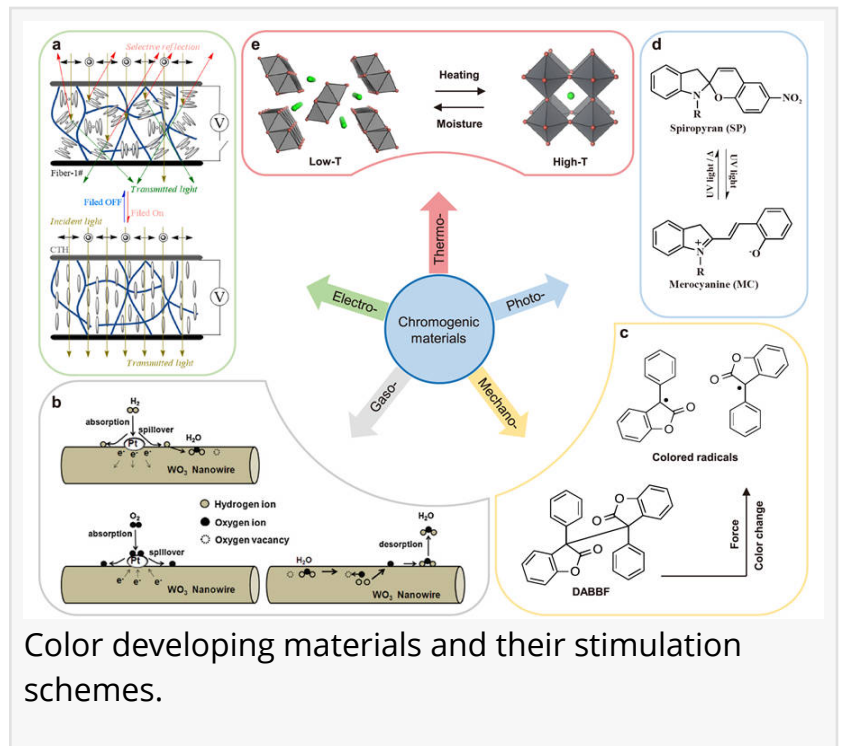 a
Selective reflection
V
Fiber-1#
Transmitted light
Filed OFF
Filed On
Incident light
CTH
V
Transmitted light
e
Heating
Moisture
Low-T
High-T
d
N
R
O
NO2
Spiropyran (SP)
UV light / ∇
UV light
N
+
R
-O
Merocyanine (MC)
Thermo-
Electro-
Photo-
Chromogenic
materials
Gaso-
Mechano-
b
H2
absorption
spillover
Pt
H2O
e- e- e-
WO3 Nanowire
Hydrogen ion
Oxygen ion
Oxygen vacancy
O2
absorption
spillover
Pt
e- e- e-
WO3 Nanowire
H2O
desorption
H2O
WO3 Nanowire
c
O
O
O
O
Colored radicals
O
O
O
O
DABBF
Force
Color change
Color developing materials and their stimulation
schemes.